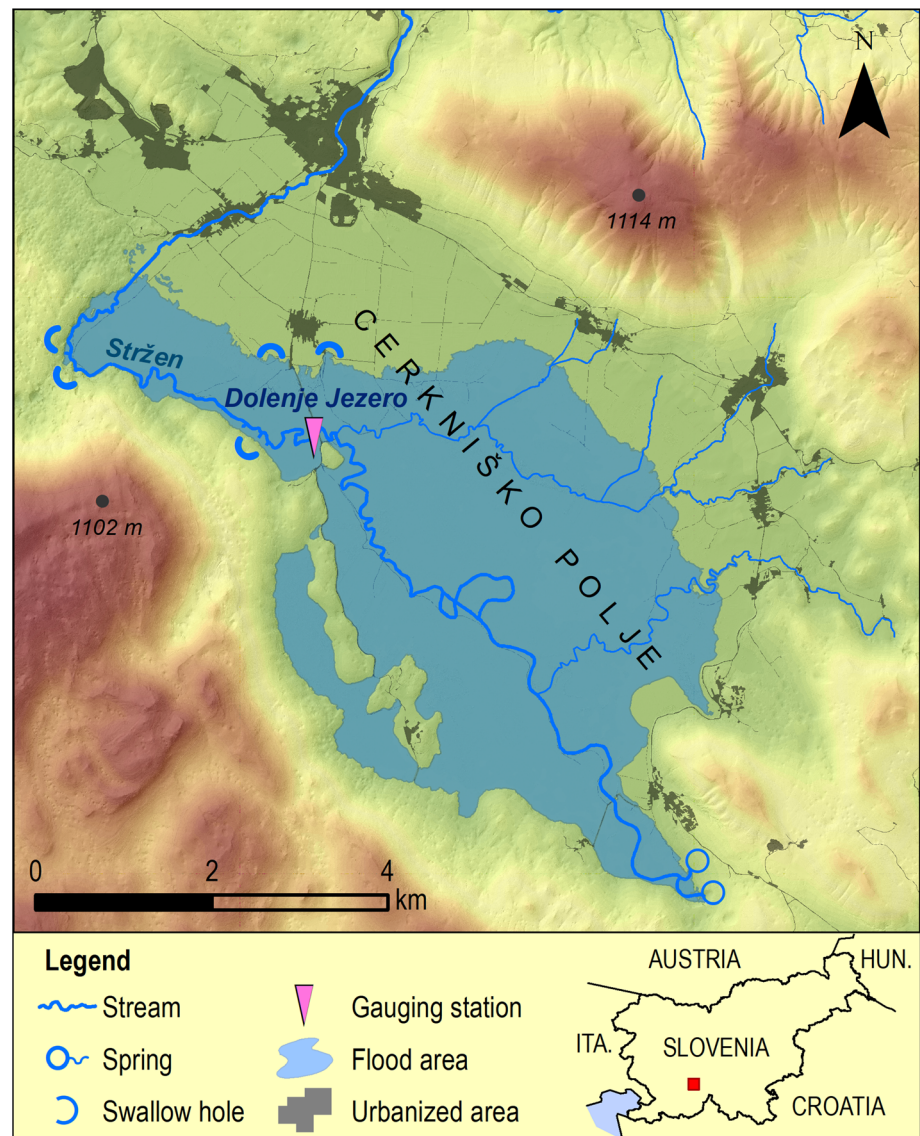 N
1114 m
CERKNIŠKO POLJE
Stržen
Dolenje Jezero
1102 m
0 2 4
km
Legend
Stream
Spring
Swallow hole
Gauging station
Flood area
Urbanized area
AUSTRIA
HUN.
ITA.
SLOVENIA
CROATIA